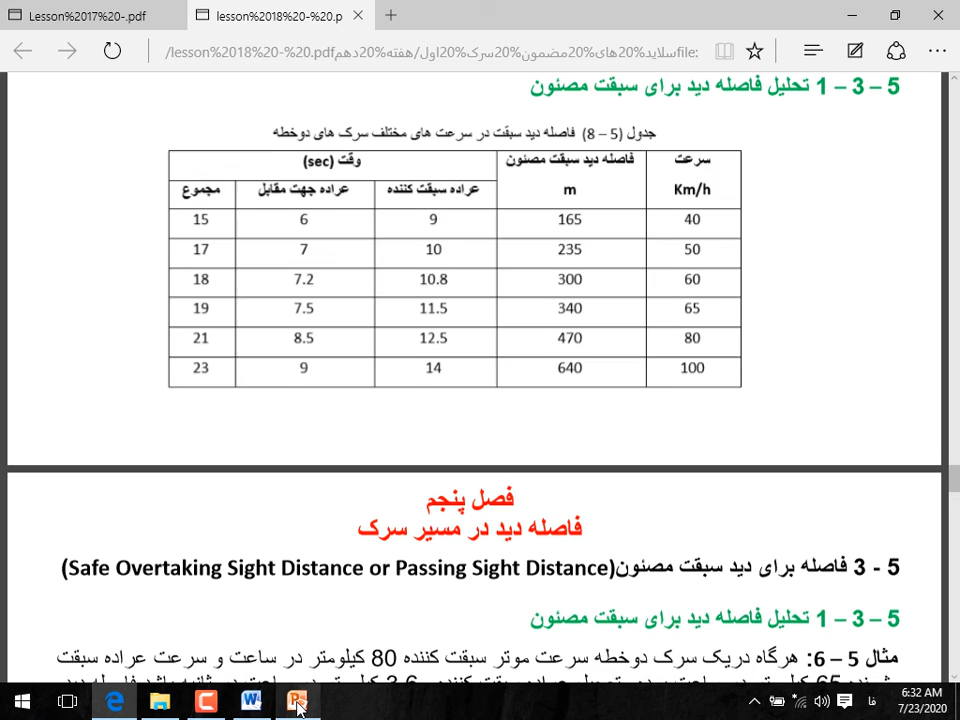 Lesson%2017%20-.pdf
lesson%2018%20-%20.p
file:سلاید%20های%20مضمون%20سرک%20اول/هفته%20دهم/lesson%2018%20-%20.pdf
5 – 3 – 1 تحلیل فاصله دید برای سبقت مصئون
جدول (5 – 8) فاصله دید سبقت در سرعت های مختلف سرک های دوخطه
سرعت فاصله دید سبقت مصئون وقت (sec)
Km/h m عراده سبقت کننده عراده جهت مقابل مجموع
40 165 9 6 15
50 235 10 7 17
60 300 10.8 7.2 18
65 340 11.5 7.5 19
80 470 12.5 8.5 21
100 640 14 9 23
فصل پنجم
فاصله دید در مسیر سرک
5 - 3 فاصله برای دید سبقت مصئون(Safe Overtaking Sight Distance or Passing Sight Distance)
5 – 3 – 1 تحلیل فاصله دید برای سبقت مصئون
مثال 5 – 6: هرگاه دریک سرک دوخطه سرعت موتر سبقت کننده 80 کیلومتر در ساعت و سرعت عراده سبقت
6:32 AM
فا
7/23/2020